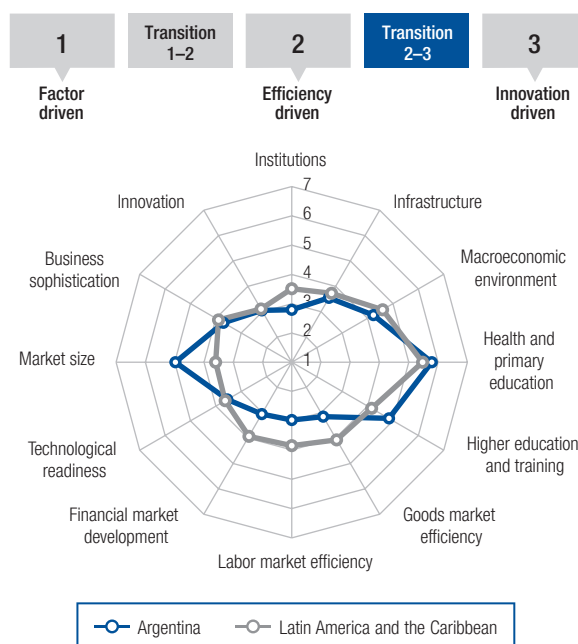 1
Transition
1–2
2
Transition
2–3
3
Factor
driven
Efficiency
driven
Innovation
driven
Institutions
Infrastructure
Macroeconomic
environment
Health and
primary
education
Higher education
and training
Goods market
efficiency
Labor market efficiency
Financial market
development
Technological
readiness
Market size
Business
sophistication
Innovation
7
6
5
4
3
2
1
Argentina
Latin America and the Caribbean